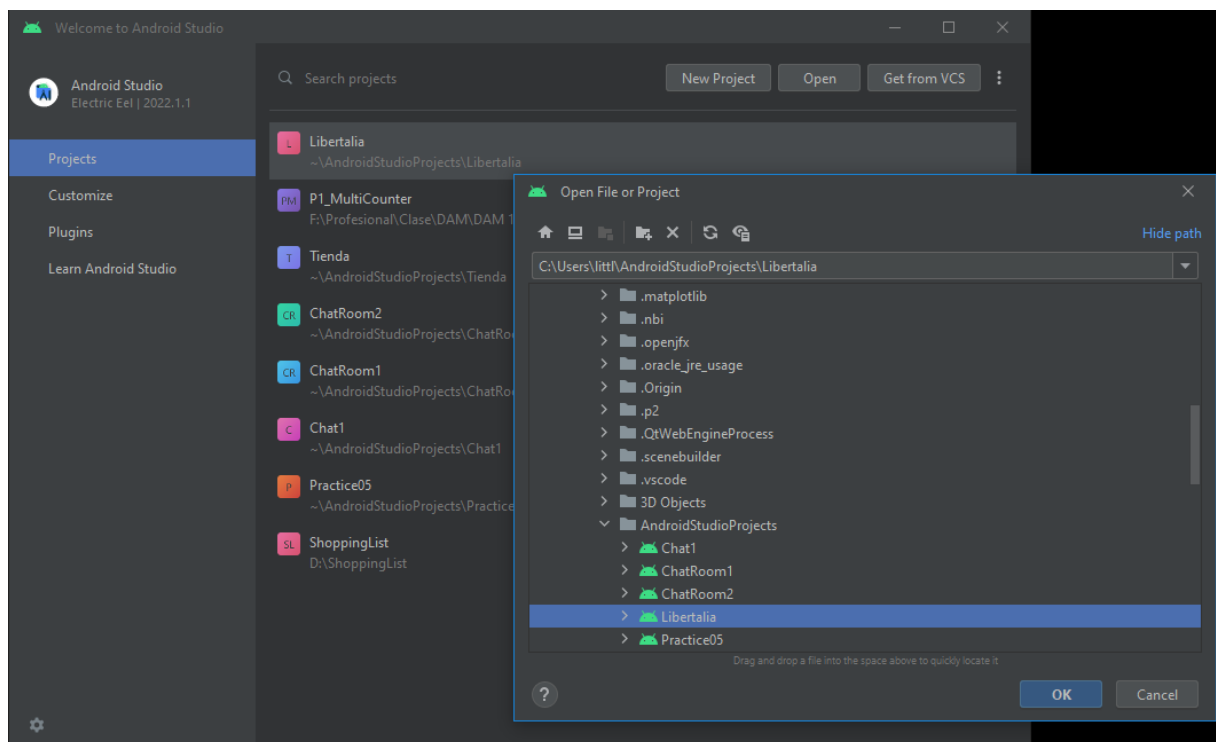 Welcome to Android Studio
Android Studio
Electric Eel | 2022.1.1
Projects
Customize
Plugins
Learn Android Studio
Search projects
New Project
Open
Get from VCS
L
Libertalia
~\AndroidStudioProjects\Libertalia
PM
P1_MultiCounter
F:\Profesional\Clase\DAM\DAM 1
T
Tienda
~\AndroidStudioProjects\Tienda
CR
ChatRoom2
~\AndroidStudioProjects\ChatRoo
CR
ChatRoom1
~\AndroidStudioProjects\ChatRoo
C
Chat1
~\AndroidStudioProjects\Chat1
P
Practice05
~\AndroidStudioProjects\Practice
SL
ShoppingList
D:\ShoppingList
Open File or Project
Hide path
C:\Users\littl\AndroidStudioProjects\Libertalia
.matplotlib
.nbi
.openjfx
.oracle_jre_usage
.Origin
.p2
.QtWebEngineProcess
.scenebuilder
.vscode
3D Objects
AndroidStudioProjects
Chat1
ChatRoom1
ChatRoom2
Libertalia
Practice05
Drag and drop a file into the space above to quickly locate it
?
OK
Cancel